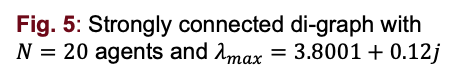 Fig. 5: Strongly connected di-graph with
N = 20 agents and λmax = 3.8001 + 0.12j